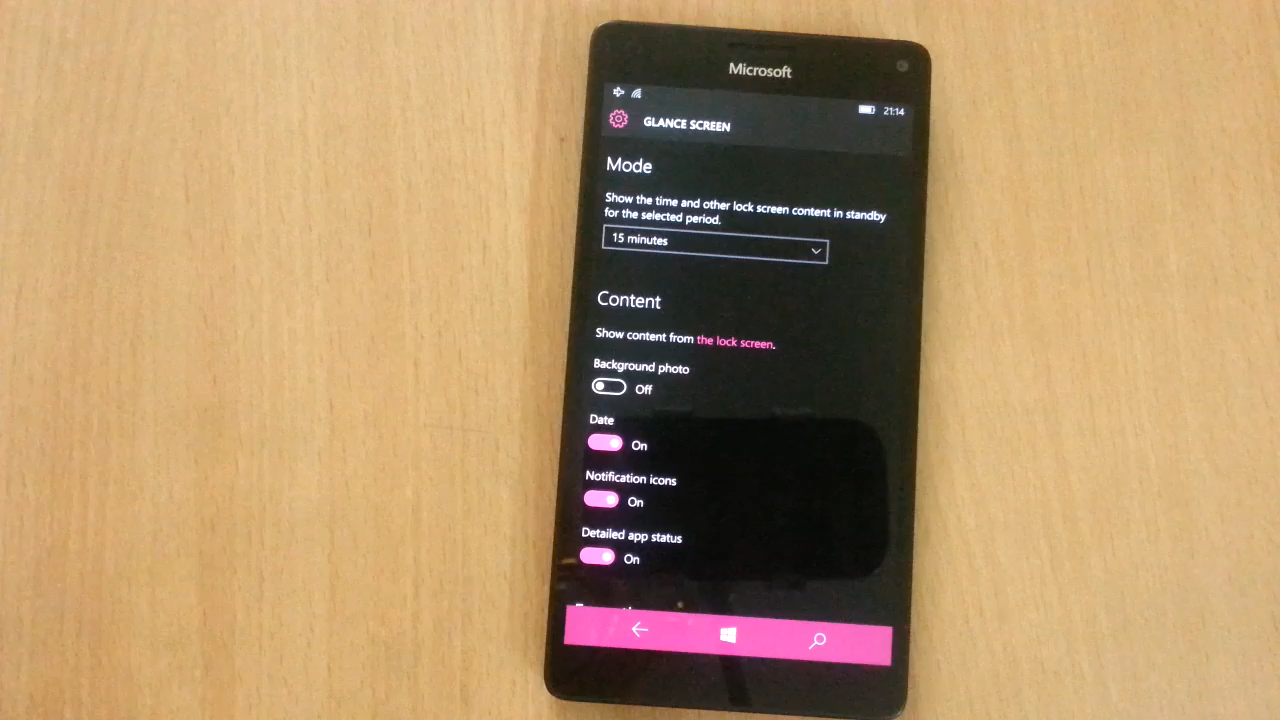 Microsoft
21:14
GLANCE SCREEN
Mode
Show the time and other lock screen content in standby
for the selected period.
15 minutes
Content
Show content from the lock screen.
Background photo
Off
Date
On
Notification icons
On
Detailed app status
On